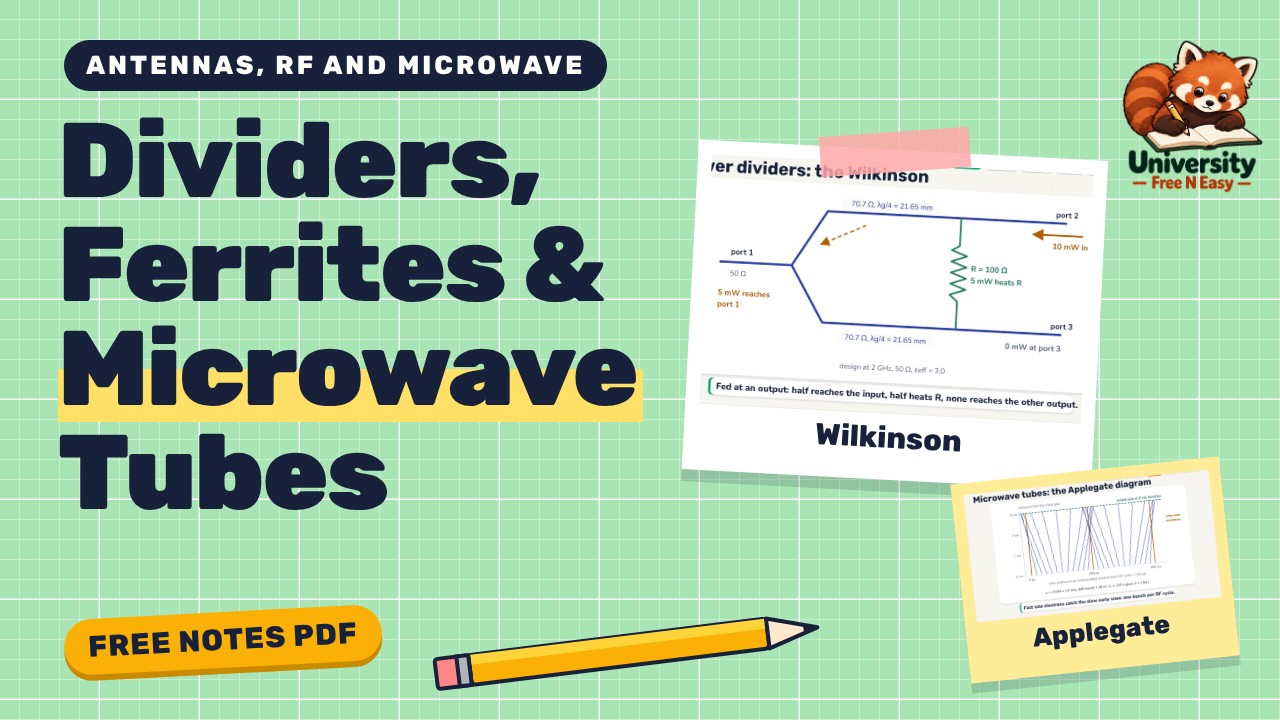 ANTENNAS, RF AND MICROWAVE
Dividers,
Ferrites &
Microwave
Tubes
FREE NOTES PDF
University
Free N Easy
ver dividers: the Wilkinson
70.7 Ω, λg/4 = 21.65 mm
port 2
10 mW in
port 1
50 Ω
R = 100 Ω
5 mW heats R
5 mW reaches
port 1
port 3
0 mW at port 3
70.7 Ω, λg/4 = 21.65 mm
design at 2 GHz, 50 Ω, εeff = 3.0
Fed at an output: half reaches the input, half heats R, none reaches the other output.
Wilkinson
Microwave tubes: the Applegate diagram
Fast late electrons catch the slow early ones: one bunch per RF cycle.
Applegate